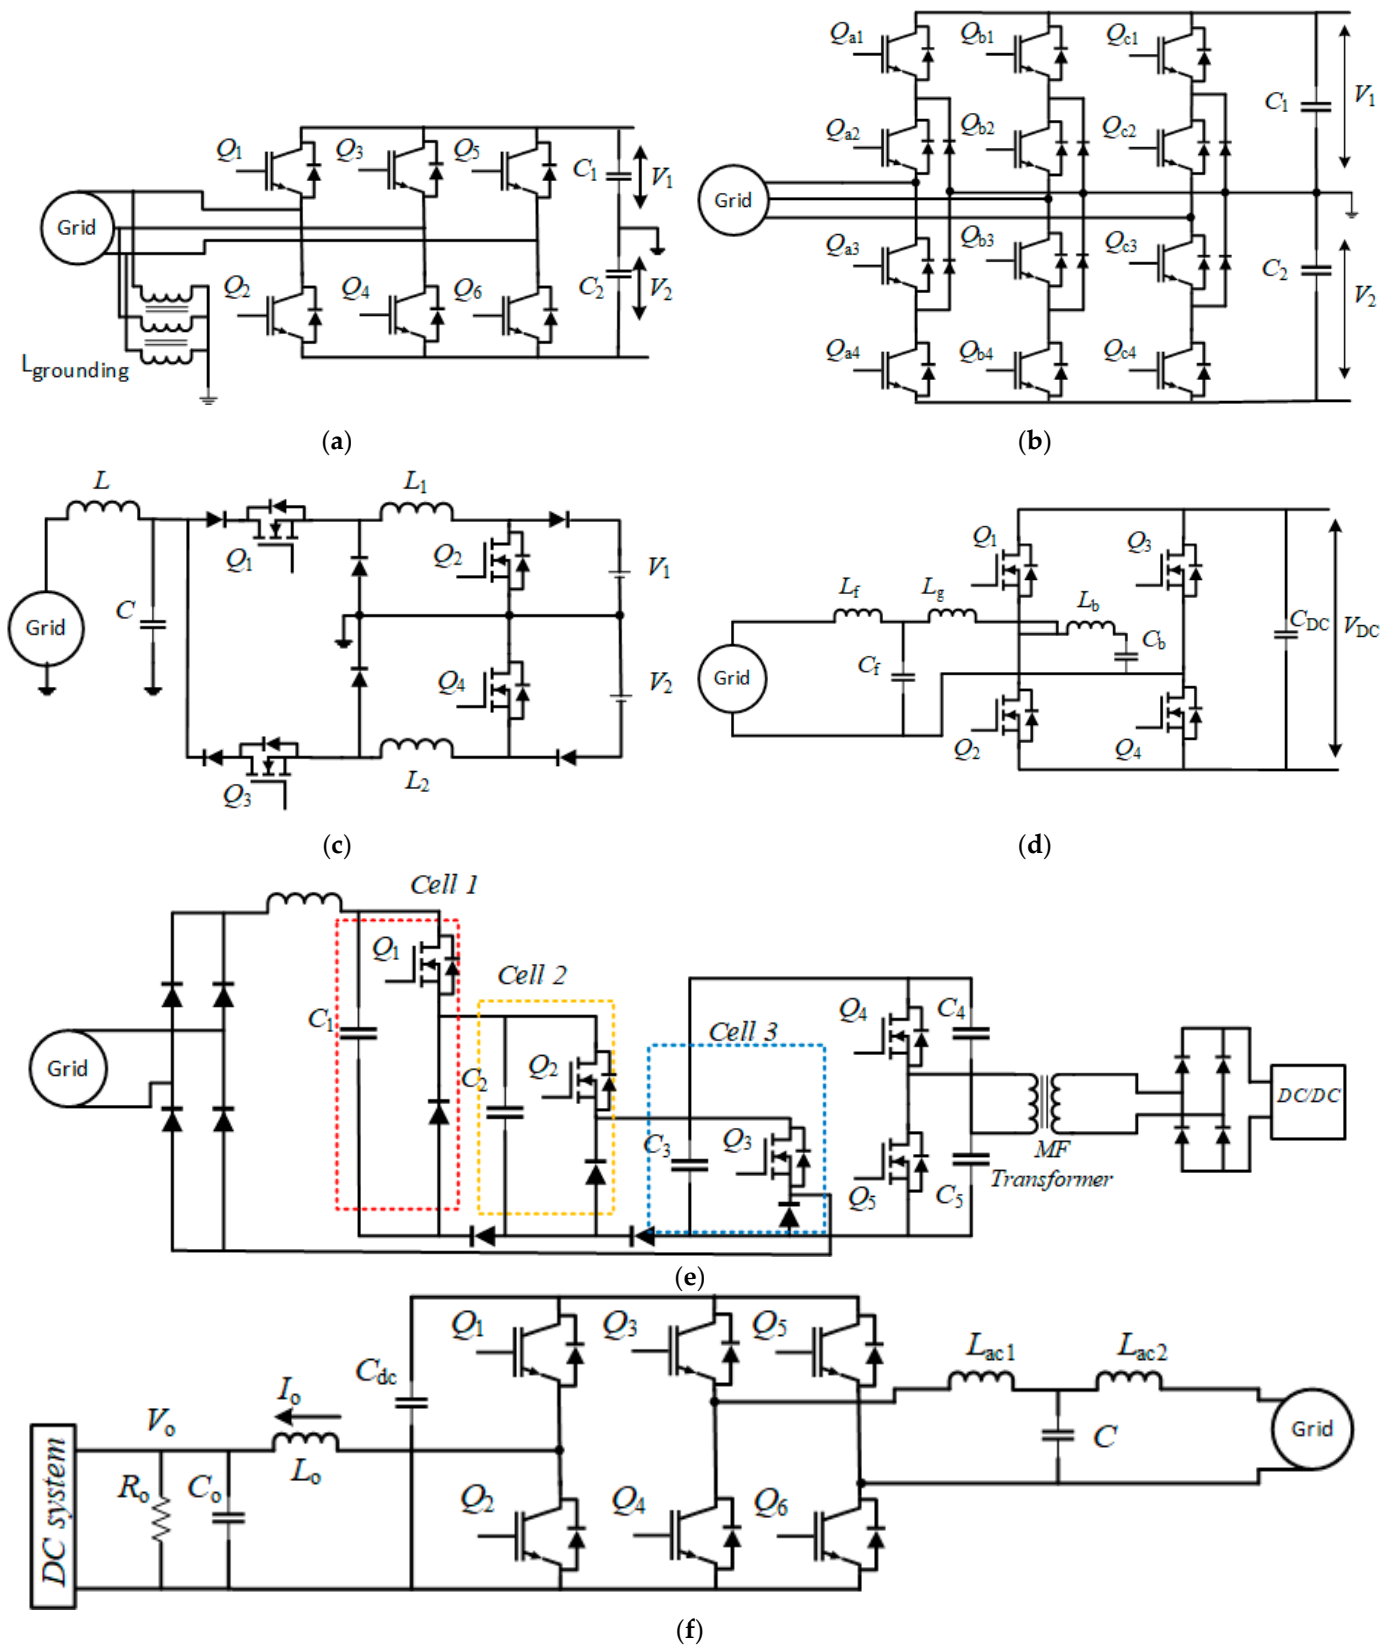 Q1 Q3 Q5 C1 V1
Grid
Q2 Q4 Q6 C2 V2
Lgrounding
(a)
Qa1 Qb1 Qc1 C1 V1
Qa2 Qb2 Qc2
Grid
Qa3 Qb3 Qc3 C2 V2
Qa4 Qb4 Qc4
(b)
L L1
Q1 Q2 V1
Grid C
Q4 V2
Q3 L2
(c)
Q1 Q3
Lf Lg Lb
Grid Cf Cb CDC VDC
Q2 Q4
(d)
Cell 1
Q1 Cell 2
C1 Q2 Cell 3 Q4 C4
Grid C2 DC/DC
C3 Q3 MF
Q5 C5 Transformer
(e)
Q1 Q3 Q5
Cdc Lac1 Lac2
Io
Vo Grid
Lo C
DC system Ro Co Q2 Q4 Q6
(f)